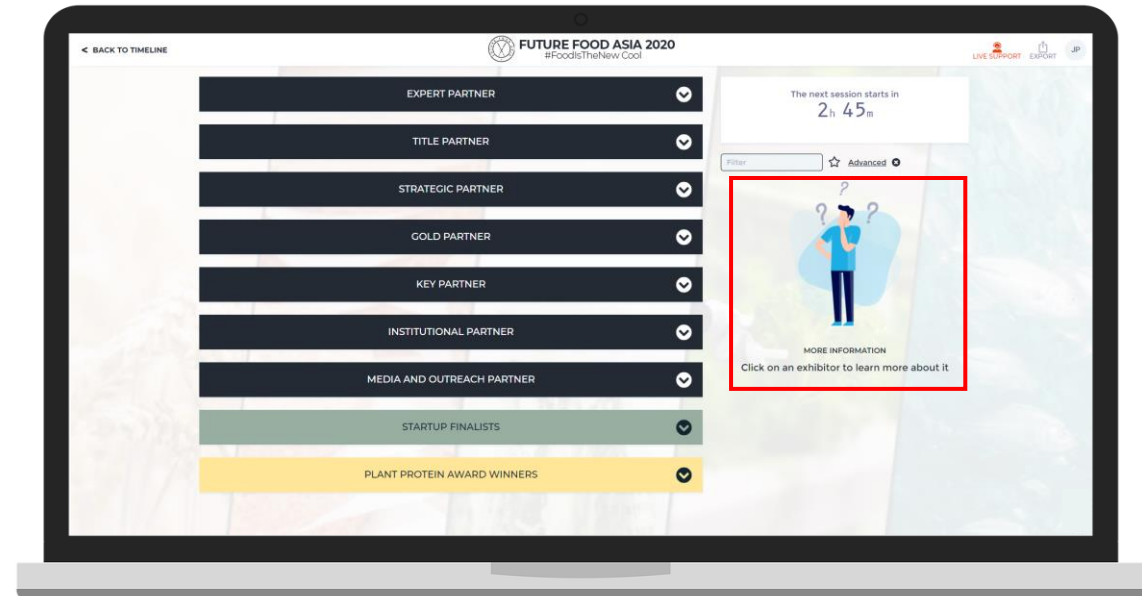 < BACK TO TIMELINE
FUTURE FOOD ASIA 2020
#FoodIsTheNew Cool
LIVE SUPPORT
EXPORT
JP
EXPERT PARTNER
TITLE PARTNER
STRATEGIC PARTNER
GOLD PARTNER
KEY PARTNER
INSTITUTIONAL PARTNER
MEDIA AND OUTREACH PARTNER
STARTUP FINALISTS
PLANT PROTEIN AWARD WINNERS
The next session starts in
2h 45m
Filter
Advanced
? ? ?
MORE INFORMATION
Click on an exhibitor to learn more about it